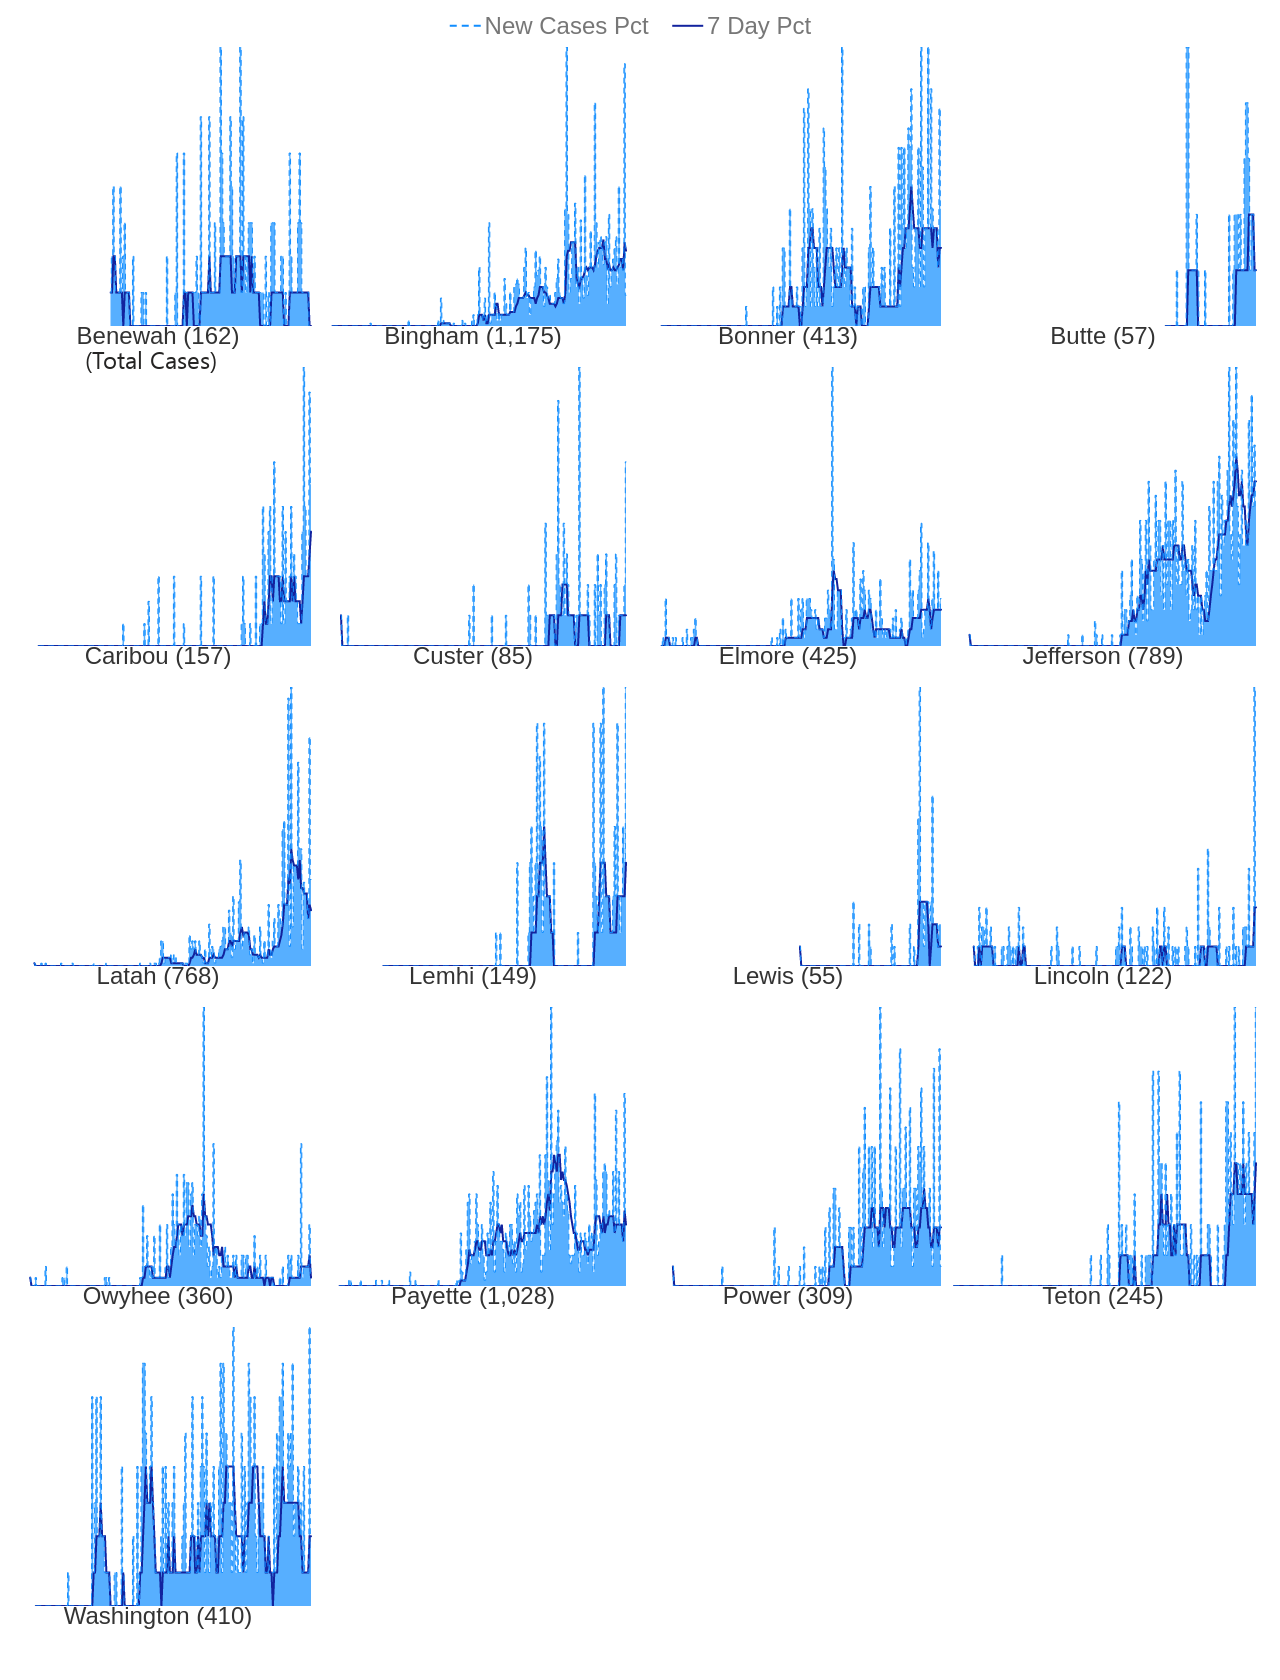 New Cases Pct 7 Day Pct
Benewah (162) Bingham (1,175) Bonner (413) Butte (57)
(Total Cases)
Caribou (157) Custer (85) Elmore (425) Jefferson (789)
Latah (768) Lemhi (149) Lewis (55) Lincoln (122)
Owyhee (360) Payette (1,028) Power (309) Teton (245)
Washington (410)